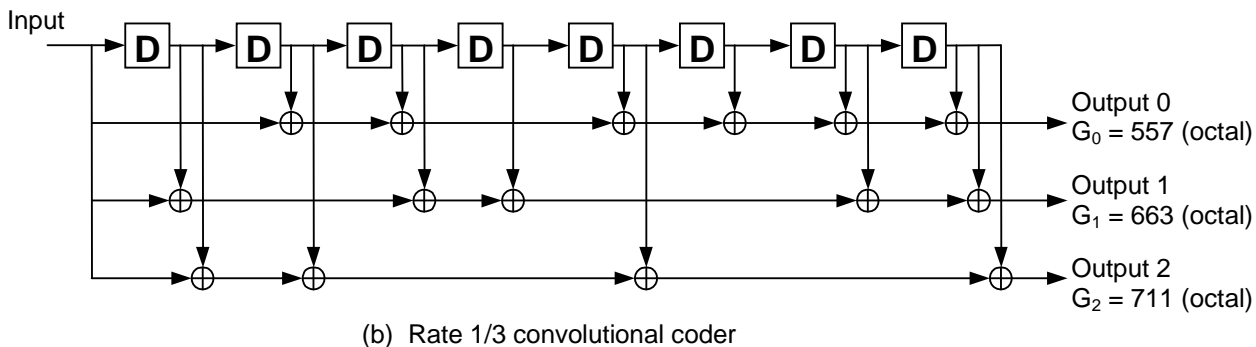 Input
D D D D D D D D
Output 0
G₀ = 557 (octal)
Output 1
G₁ = 663 (octal)
Output 2
G₂ = 711 (octal)
(b) Rate 1/3 convolutional coder